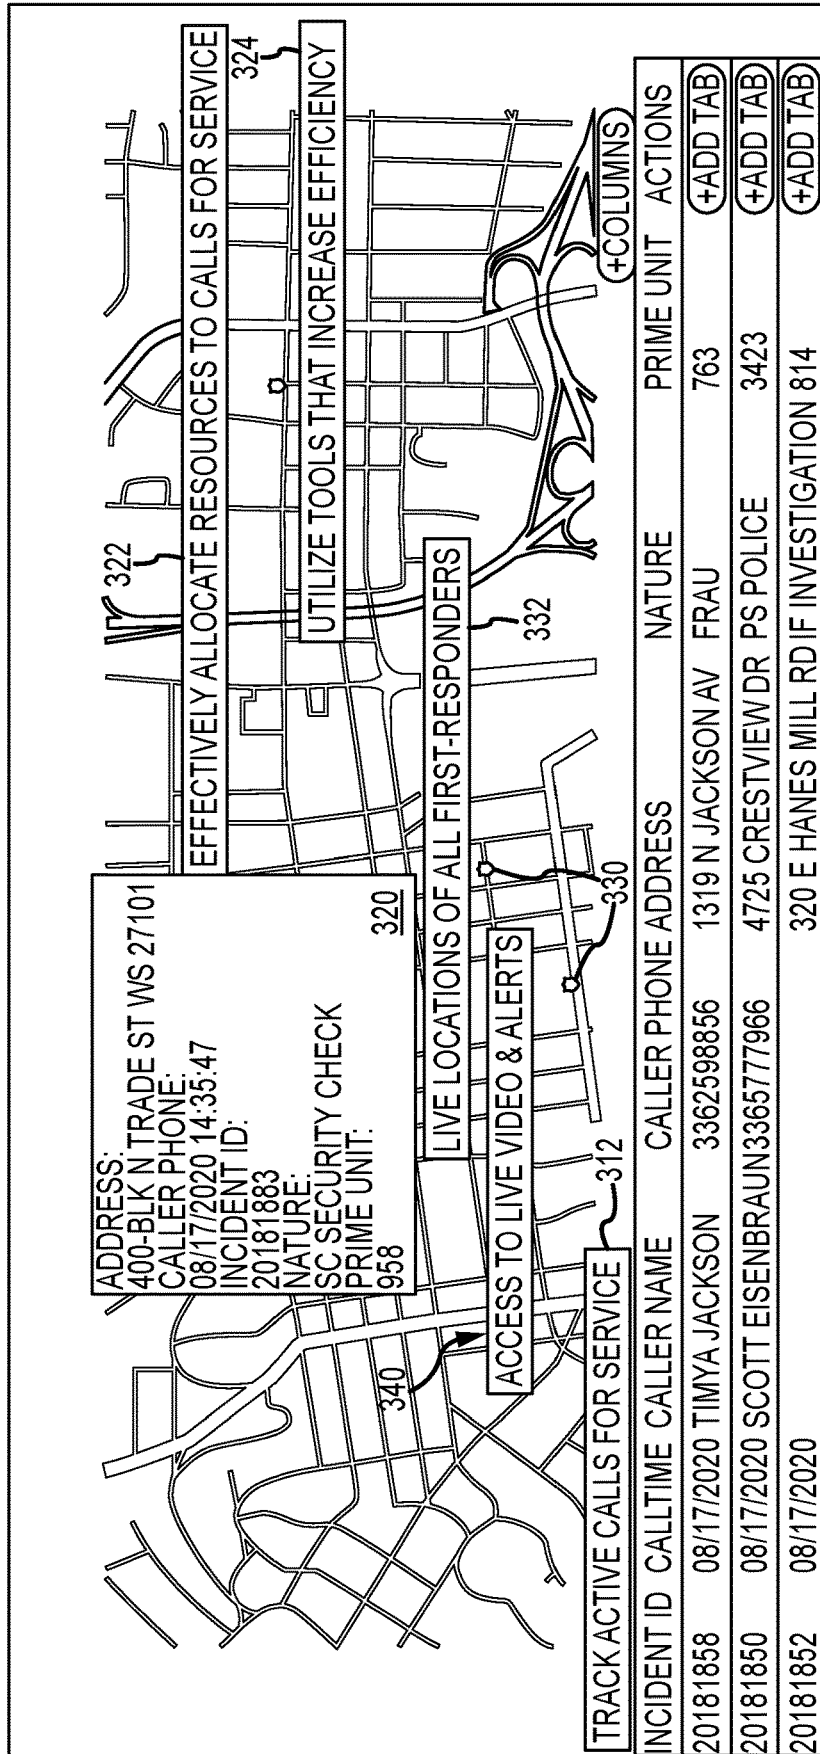 ADDRESS:
400-BLK N TRADE ST WS 27101
CALLER PHONE:
08/17/2020 14:35:47
INCIDENT ID:
20181883
NATURE:
SC SECURITY CHECK
PRIME UNIT:
958
320
322
EFFECTIVELY ALLOCATE RESOURCES TO CALLS FOR SERVICE
324
UTILIZE TOOLS THAT INCREASE EFFICIENCY
LIVE LOCATIONS OF ALL FIRST-RESPONDERS
332
340
ACCESS TO LIVE VIDEO & ALERTS
330
312
TRACK ACTIVE CALLS FOR SERVICE
+COLUMNS
INCIDENT ID CALLTIME CALLER NAME CALLER PHONE ADDRESS NATURE PRIME UNIT ACTIONS
20181858 08/17/2020 TIMYA JACKSON 3362598856 1319 N JACKSON AV FRAU 763 +ADD TAB
20181850 08/17/2020 SCOTT EISENBRAUN3365777966 4725 CRESTVIEW DR PS POLICE 3423 +ADD TAB
20181852 08/17/2020 320 E HANES MILL RD IF INVESTIGATION 814 +ADD TAB